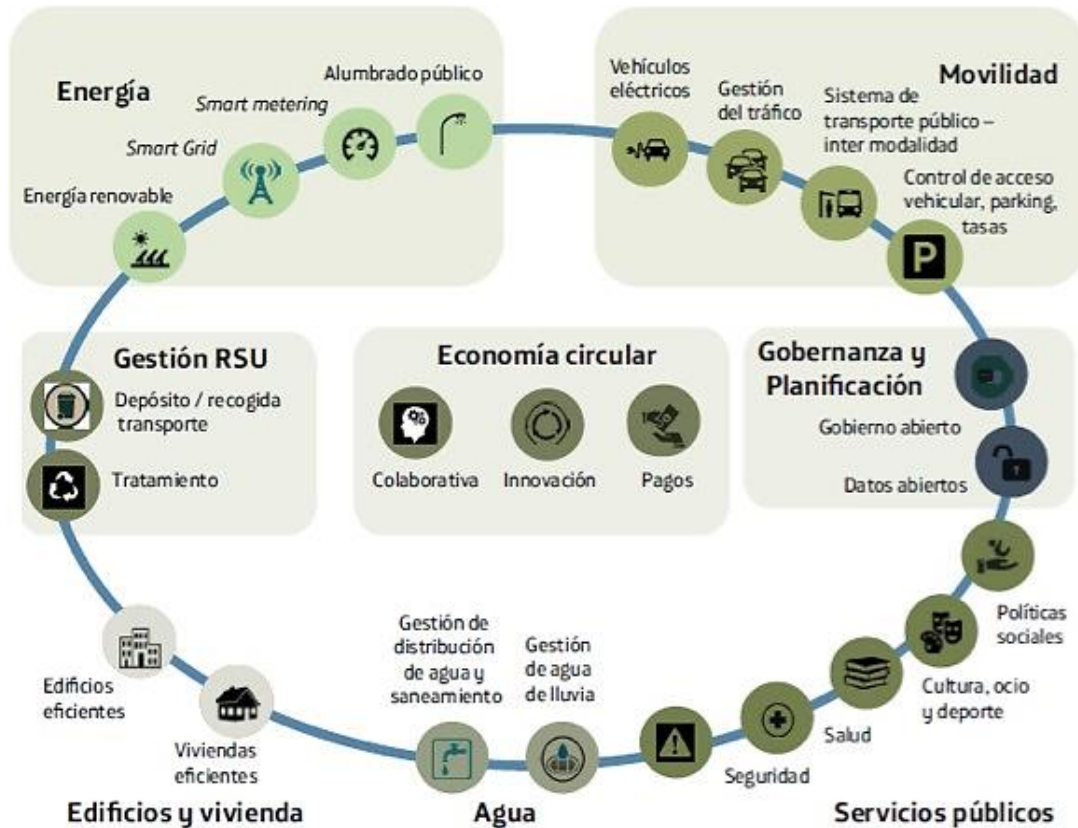 Energía
Alumbrado público
Smart metering
Smart Grid
Energía renovable
Movilidad
Vehículos
eléctricos
Gestión
del tráfico
Sistema de
transporte público –
inter modalidad
Control de acceso
vehicular, parking,
tasas
P
Gestión RSU
Depósito / recogida
transporte
Tratamiento
Economía circular
Colaborativa
Innovación
Pagos
Gobernanza y
Planificación
Gobierno abierto
Datos abiertos
Políticas
sociales
Cultura, ocio
y deporte
Salud
Seguridad
Servicios públicos
Gestión de
distribución
de agua y
saneamiento
Gestión
de agua
de lluvia
Agua
Edificios
eficientes
Viviendas
eficientes
Edificios y vivienda